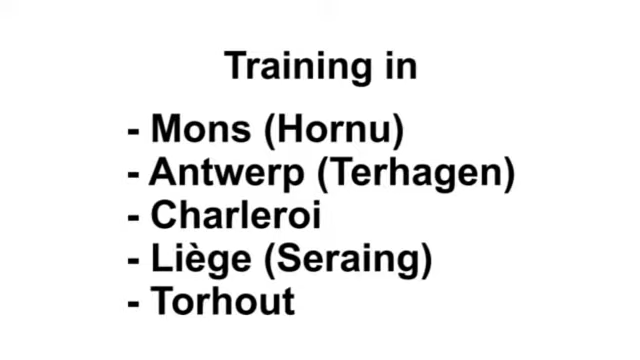 Training in
- Mons (Hornu)
- Antwerp (Terhagen)
- Charleroi
- Liège (Seraing)
- Torhout